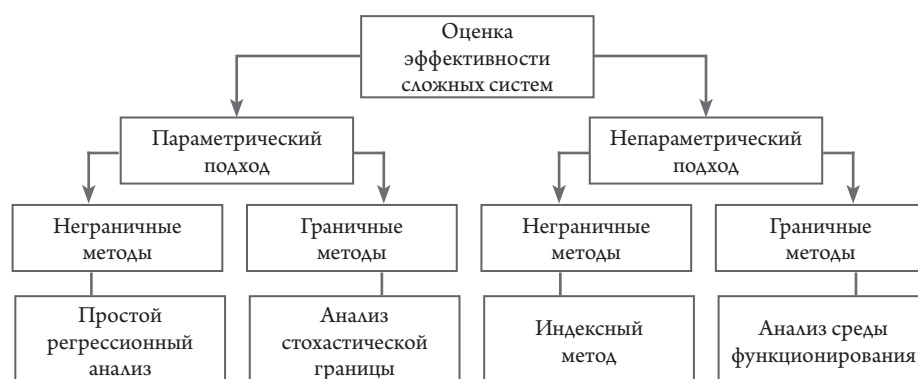 Оценка
эффективности
сложных систем
Параметрический
подход
Непараметрический
подход
Неграничные
методы
Граничные
методы
Неграничные
методы
Граничные
методы
Простой
регрессионный
анализ
Анализ
стохастической
границы
Индексный
метод
Анализ среды
функционирования